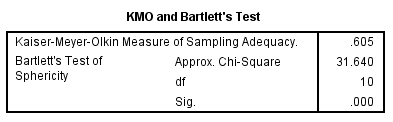 KMO and Bartlett's Test
Kaiser-Meyer-Olkin Measure of Sampling Adequacy. .605
Bartlett's Test of Sphericity Approx. Chi-Square 31.640
df 10
Sig. .000